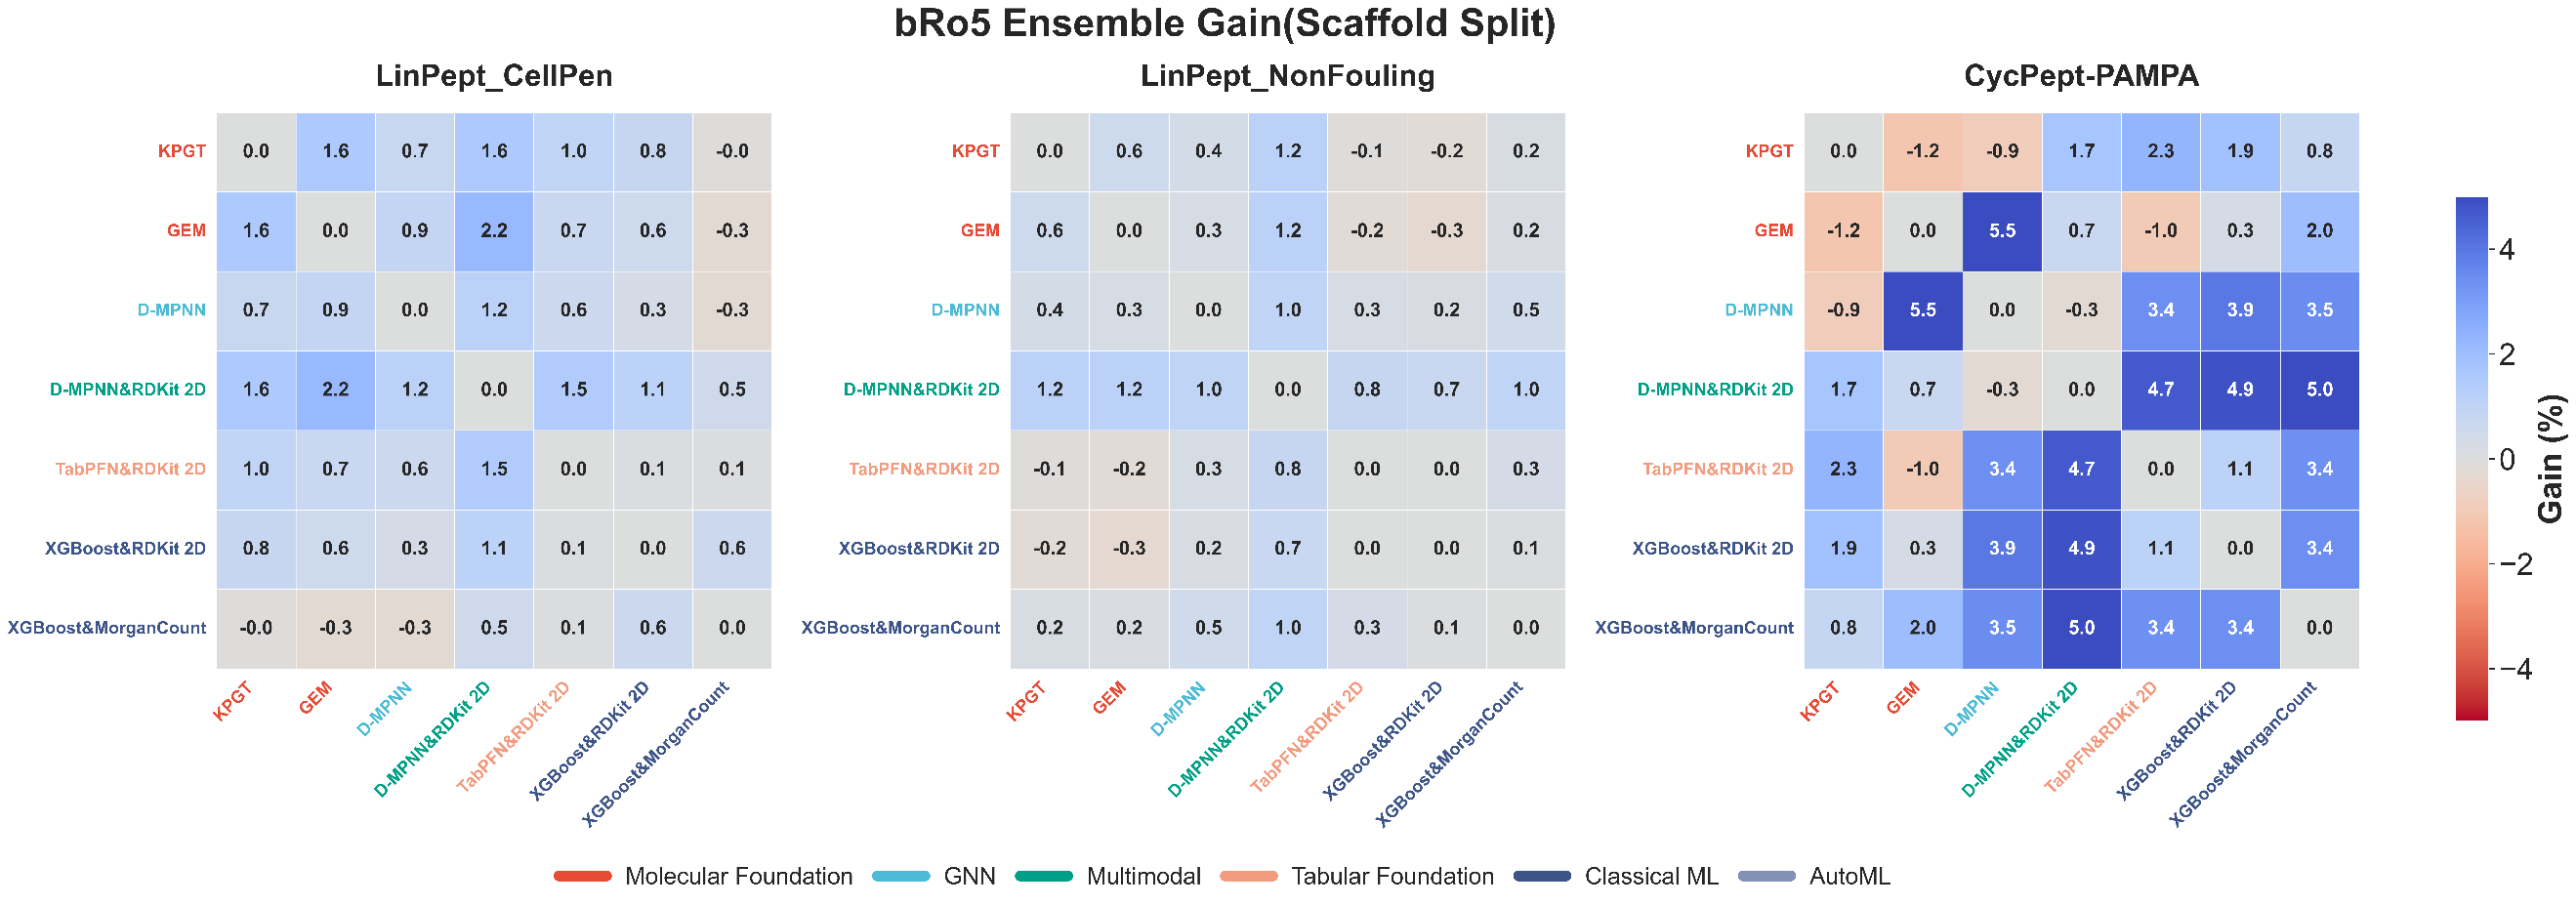 bRo5 Ensemble Gain(Scaffold Split)
LinPept_CellPen
KPGT 0.0 1.6 0.7 1.6 1.0 0.8 -0.0
GEM 1.6 0.0 0.9 2.2 0.7 0.6 -0.3
D-MPNN 0.7 0.9 0.0 1.2 0.6 0.3 -0.3
D-MPNN&RDKit 2D 1.6 2.2 1.2 0.0 1.5 1.1 0.5
TabPFN&RDKit 2D 1.0 0.7 0.6 1.5 0.0 0.1 0.1
XGBoost&RDKit 2D 0.8 0.6 0.3 1.1 0.1 0.0 0.6
XGBoost&MorganCount -0.0 -0.3 -0.3 0.5 0.1 0.6 0.0
KPGT
GEM
D-MPNN
D-MPNN&RDKit 2D
TabPFN&RDKit 2D
XGBoost&RDKit 2D
XGBoost&MorganCount
LinPept_NonFouling
KPGT 0.0 0.6 0.4 1.2 -0.1 -0.2 0.2
GEM 0.6 0.0 0.3 1.2 -0.2 -0.3 0.2
D-MPNN 0.4 0.3 0.0 1.0 0.3 0.2 0.5
D-MPNN&RDKit 2D 1.2 1.2 1.0 0.0 0.8 0.7 1.0
TabPFN&RDKit 2D -0.1 -0.2 0.3 0.8 0.0 0.0 0.3
XGBoost&RDKit 2D -0.2 -0.3 0.2 0.7 0.0 0.0 0.1
XGBoost&MorganCount 0.2 0.2 0.5 1.0 0.3 0.1 0.0
KPGT
GEM
D-MPNN
D-MPNN&RDKit 2D
TabPFN&RDKit 2D
XGBoost&RDKit 2D
XGBoost&MorganCount
CycPept-PAMPA
KPGT 0.0 -1.2 -0.9 1.7 2.3 1.9 0.8
GEM -1.2 0.0 5.5 0.7 -1.0 0.3 2.0
D-MPNN -0.9 5.5 0.0 -0.3 3.4 3.9 3.5
D-MPNN&RDKit 2D 1.7 0.7 -0.3 0.0 4.7 4.9 5.0
TabPFN&RDKit 2D 2.3 -1.0 3.4 4.7 0.0 1.1 3.4
XGBoost&RDKit 2D 1.9 0.3 3.9 4.9 1.1 0.0 3.4
XGBoost&MorganCount 0.8 2.0 3.5 5.0 3.4 3.4 0.0
KPGT
GEM
D-MPNN
D-MPNN&RDKit 2D
TabPFN&RDKit 2D
XGBoost&RDKit 2D
XGBoost&MorganCount
4
2
0
−2
−4
Gain (%)
Molecular Foundation GNN Multimodal Tabular Foundation Classical ML AutoML